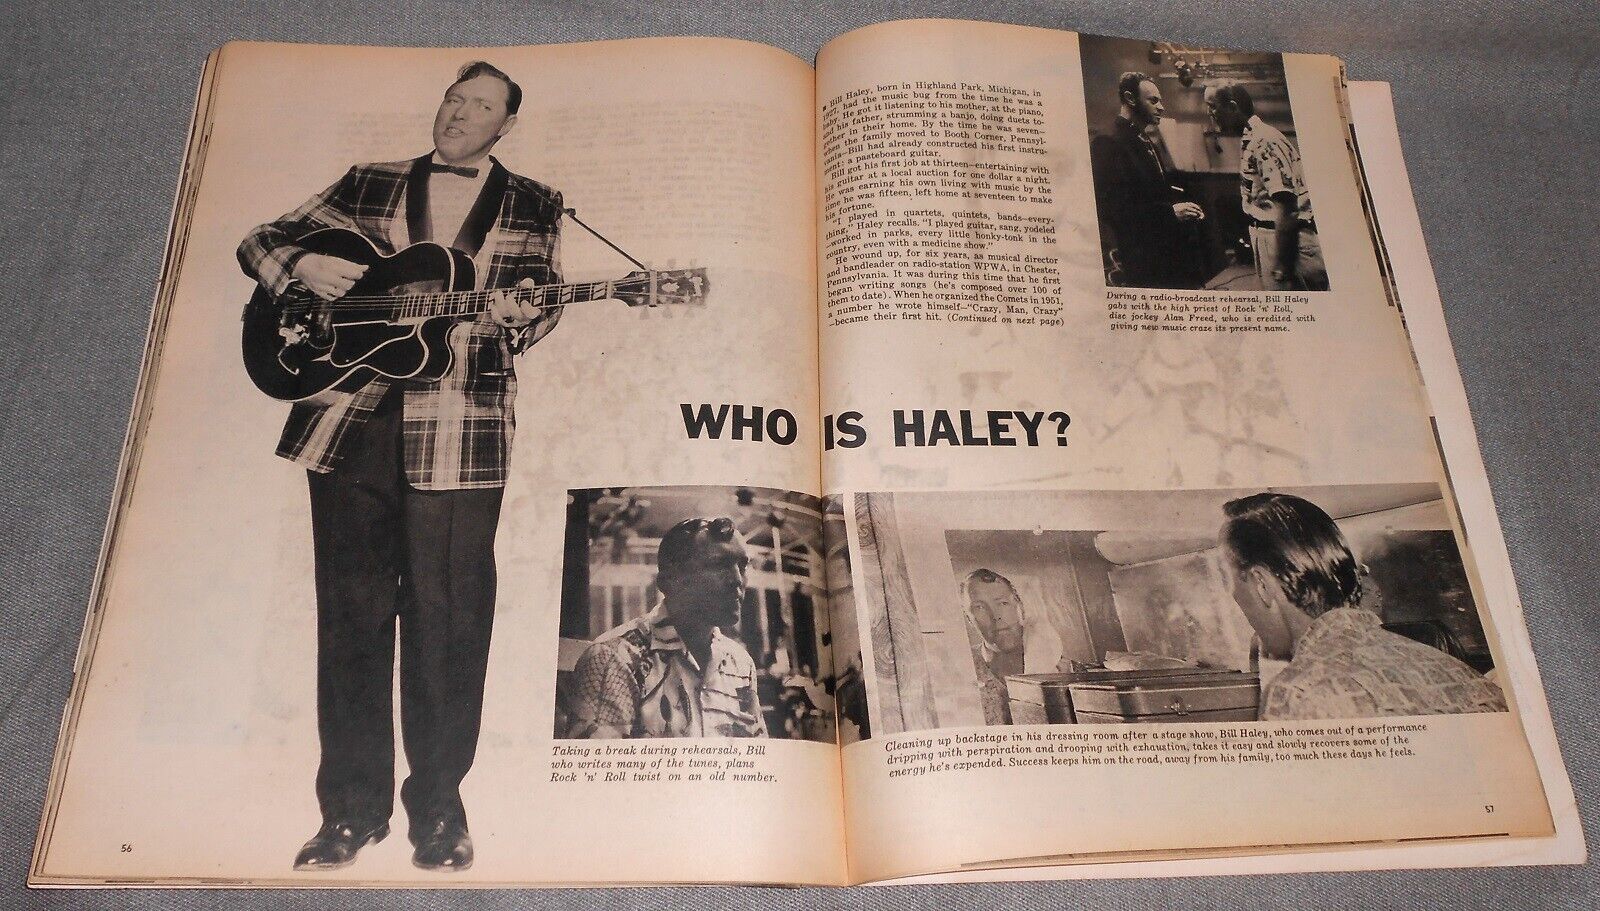 ■ Bill Haley, born in Highland Park, Michigan, in
1927, had the music bug from the time he was a
baby. He got it listening to his mother, at the piano,
and his father, strumming a banjo, doing duets to-
gether in their home. By the time he was seven—
when the family moved to Booth Corner, Pennsyl-
vania—Bill had already constructed his first instru-
ment: a pasteboard guitar.
Bill got his first job at thirteen—entertaining with
his guitar at a local auction for one dollar a night.
He was earning his own living with music by the
time he was fifteen, left home at seventeen to make
his fortune.
"I played in quartets, quintets, bands—every-
thing," Haley recalls. "I played guitar, sang, yodeled
—worked in parks, every little honky-tonk in the
country, even with a medicine show."
He wound up, for six years, as musical director
and bandleader on radio-station WPWA, in Chester,
Pennsylvania. It was during this time that he first
began writing songs (he's composed over 100 of
them to date). When he organized the Comets in 1951,
a number he wrote himself—"Crazy, Man, Crazy"
—became their first hit. (Continued on next page)
During a radio-broadcast rehearsal, Bill Haley
gabs with the high priest of Rock 'n' Roll,
disc jockey Alan Freed, who is credited with
giving new music craze its present name.
WHO IS HALEY?
Taking a break during rehearsals, Bill
who writes many of the tunes, plans
Rock 'n' Roll twist on an old number.
Cleaning up backstage in his dressing room after a stage show, Bill Haley, who comes out of a performance
dripping with perspiration and drooping with exhaustion, takes it easy and slowly recovers some of the
energy he's expended. Success keeps him on the road, away from his family, too much these days he feels.
56
57